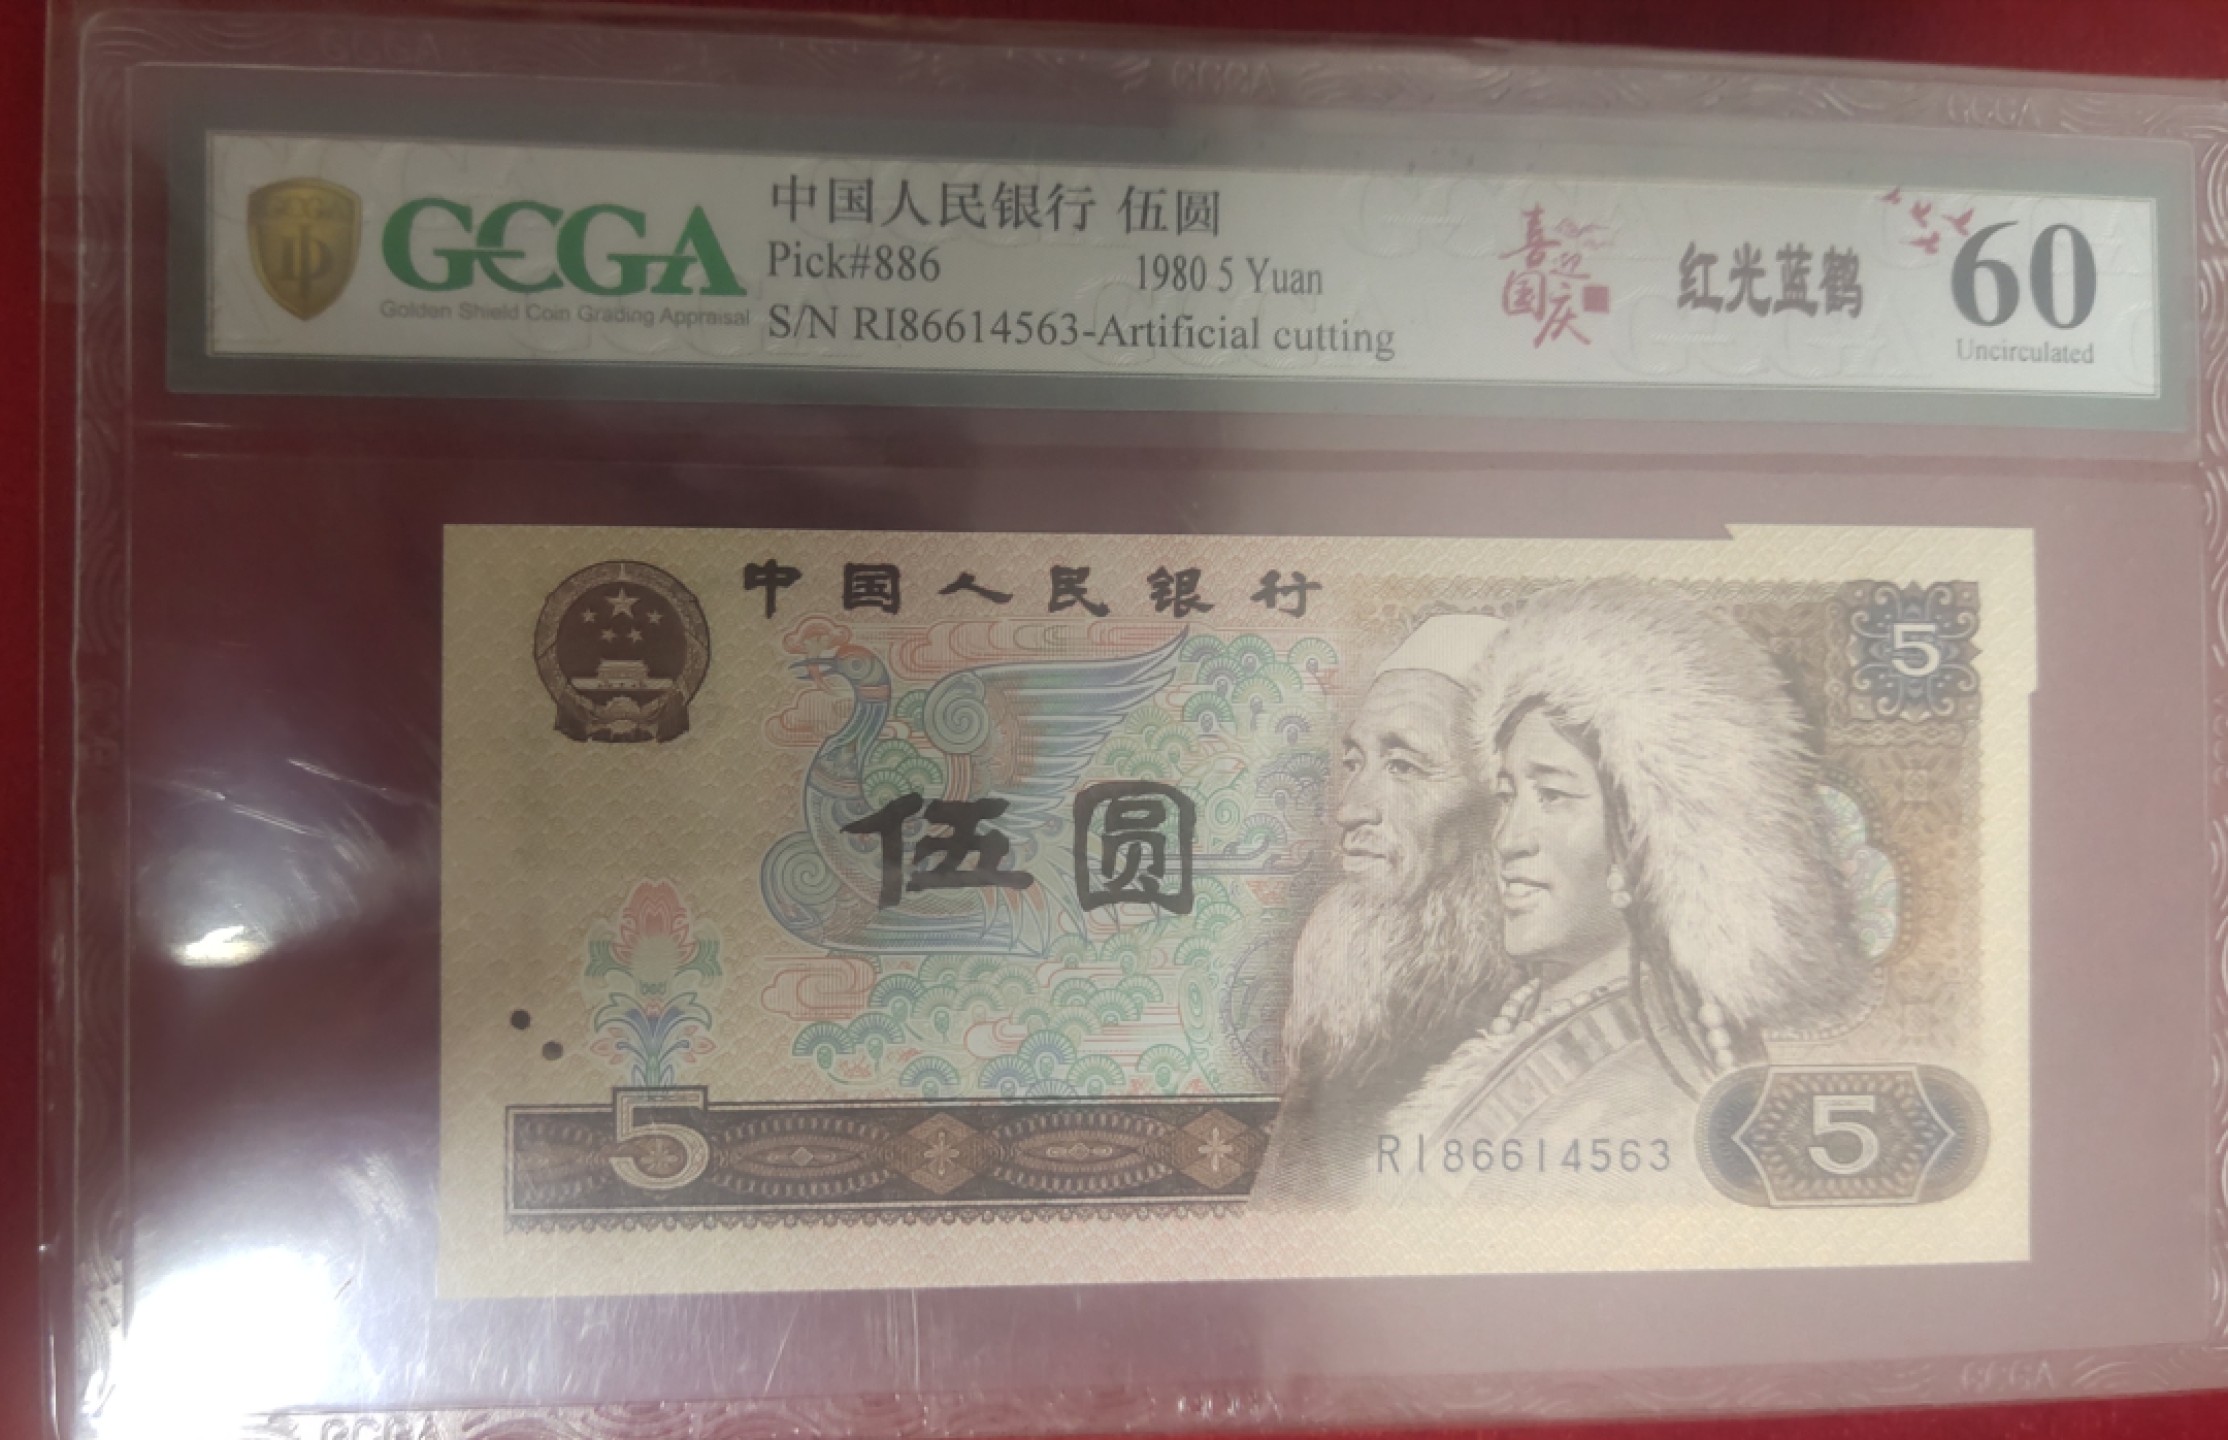 GCGA
Golden Shield Coin Grading Appraisal
中国人民银行 伍圆
Pick#886 1980 5 Yuan
S/N RI86614563-Artificial cutting
喜迎国庆
红光蓝鹤
60
Uncirculated
中国人民银行
5
伍圆
5
RI86614563
5
GCGA
GCGA